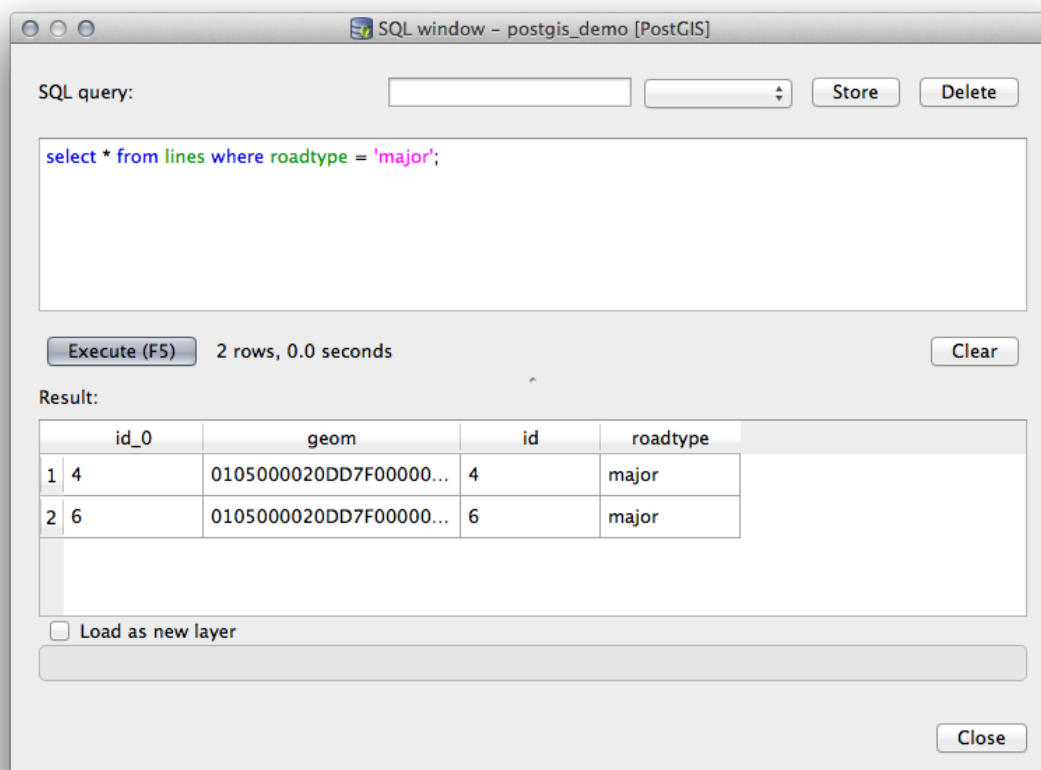 SQL window – postgis_demo [PostGIS]
SQL query: Store Delete
select * from lines where roadtype = 'major';
Execute (F5) 2 rows, 0.0 seconds Clear
Result:
id_0 geom id roadtype
1 4 0105000020DD7F00000... 4 major
2 6 0105000020DD7F00000... 6 major
Load as new layer
Close